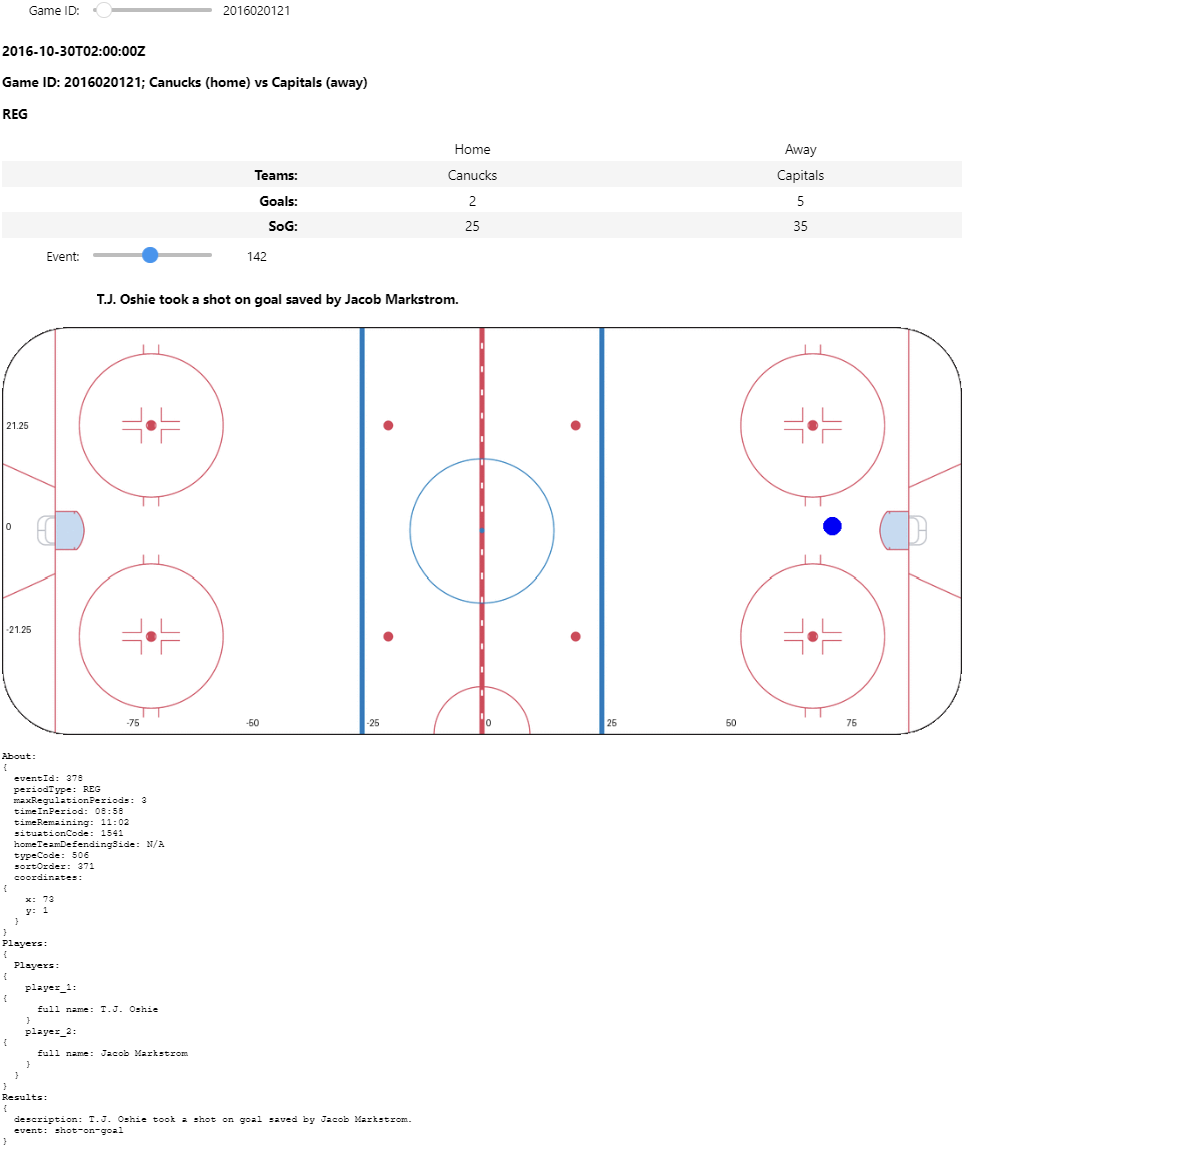 Game ID: 2016020121
2016-10-30T02:00:00Z
Game ID: 2016020121; Canucks (home) vs Capitals (away)
REG
Home Away
Teams: Canucks Capitals
Goals: 2 5
SoG: 25 35
Event: 142
T.J. Oshie took a shot on goal saved by Jacob Markstrom.
21.25
0
-21.25
-75 -50 -25 0 25 50 75
About:
{
eventId: 378
periodType: REG
maxRegulationPeriods: 3
timeInPeriod: 08:58
timeRemaining: 11:02
situationCode: 1541
homeTeamDefendingSide: N/A
typeCode: 506
sortOrder: 371
coordinates:
{
x: 73
y: 1
}
}
Players:
{
Players:
{
player_1:
{
full name: T.J. Oshie
}
player_2:
{
full name: Jacob Markstrom
}
}
}
Results:
{
description: T.J. Oshie took a shot on goal saved by Jacob Markstrom.
event: shot-on-goal
}